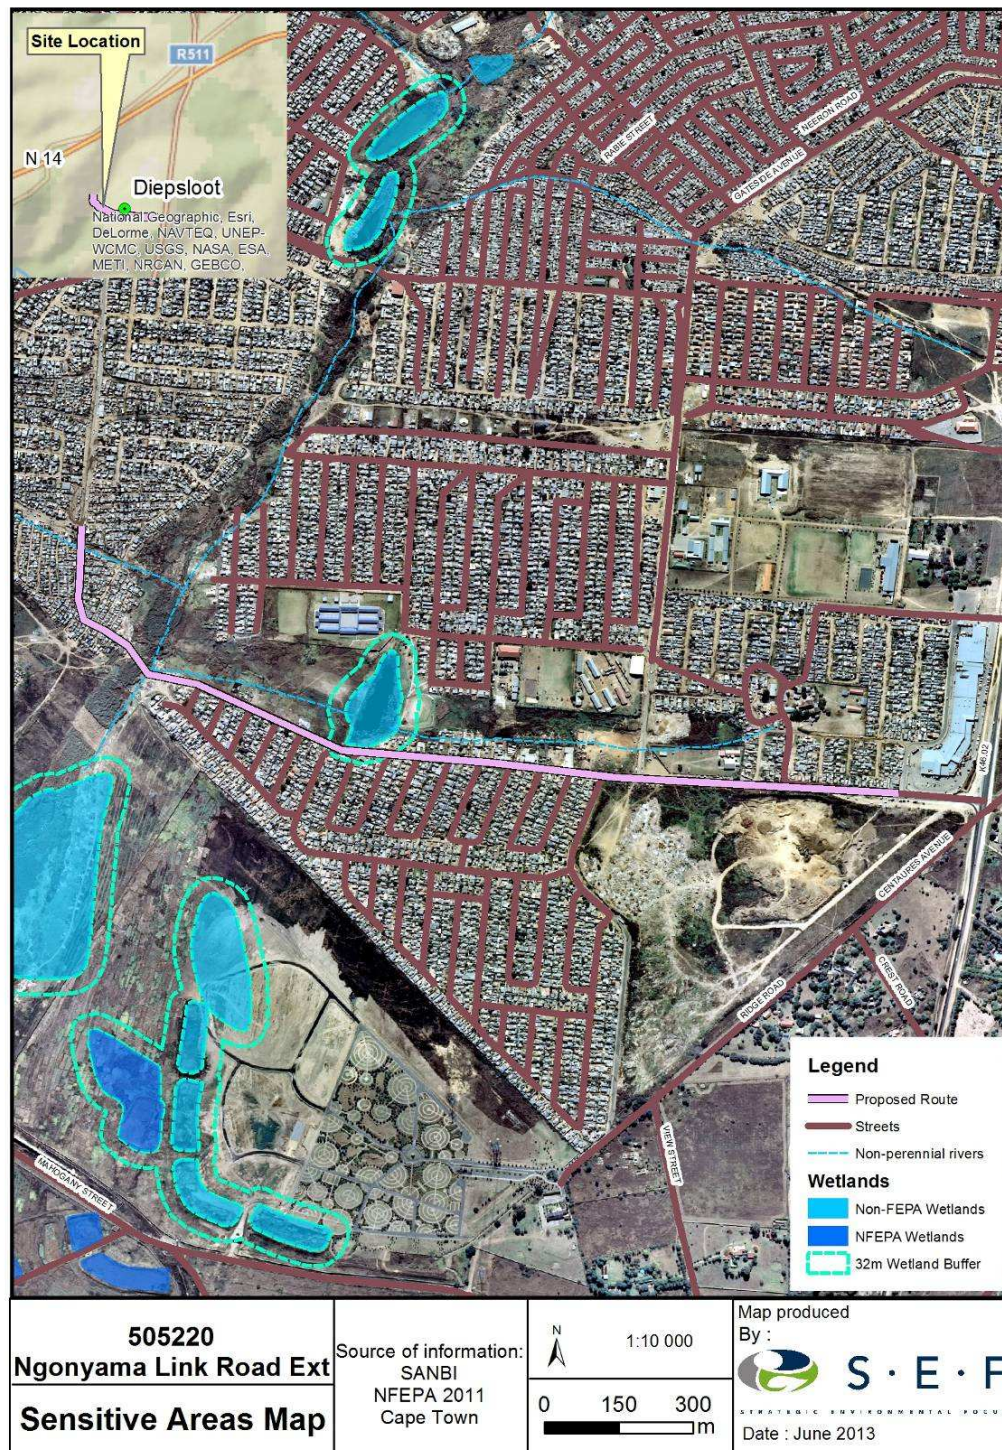 Site Location
R511
N 14
Diepsloot
National Geographic, Esri,
DeLorme, NAVTEQ, UNEP-
WCMC, USGS, NASA, ESA,
METI, NRCAN, GEBCO,
RABIE STREET
NEERON ROAD
GATESIDE AVENUE
K46.02
CENTAURES AVENUE
RIDGE ROAD
CREST ROAD
VIEW STREET
MAHOGANY STREET
Legend
Proposed Route
Streets
Non-perennial rivers
Wetlands
Non-FEPA Wetlands
NFEPA Wetlands
32m Wetland Buffer
505220
Ngonyama Link Road Ext
Sensitive Areas Map
Source of information:
SANBI
NFEPA 2011
Cape Town
N
1:10 000
0 150 300
m
Map produced
By :
S·E·F
STRATEGIC ENVIRONMENTAL FOCU
Date : June 2013